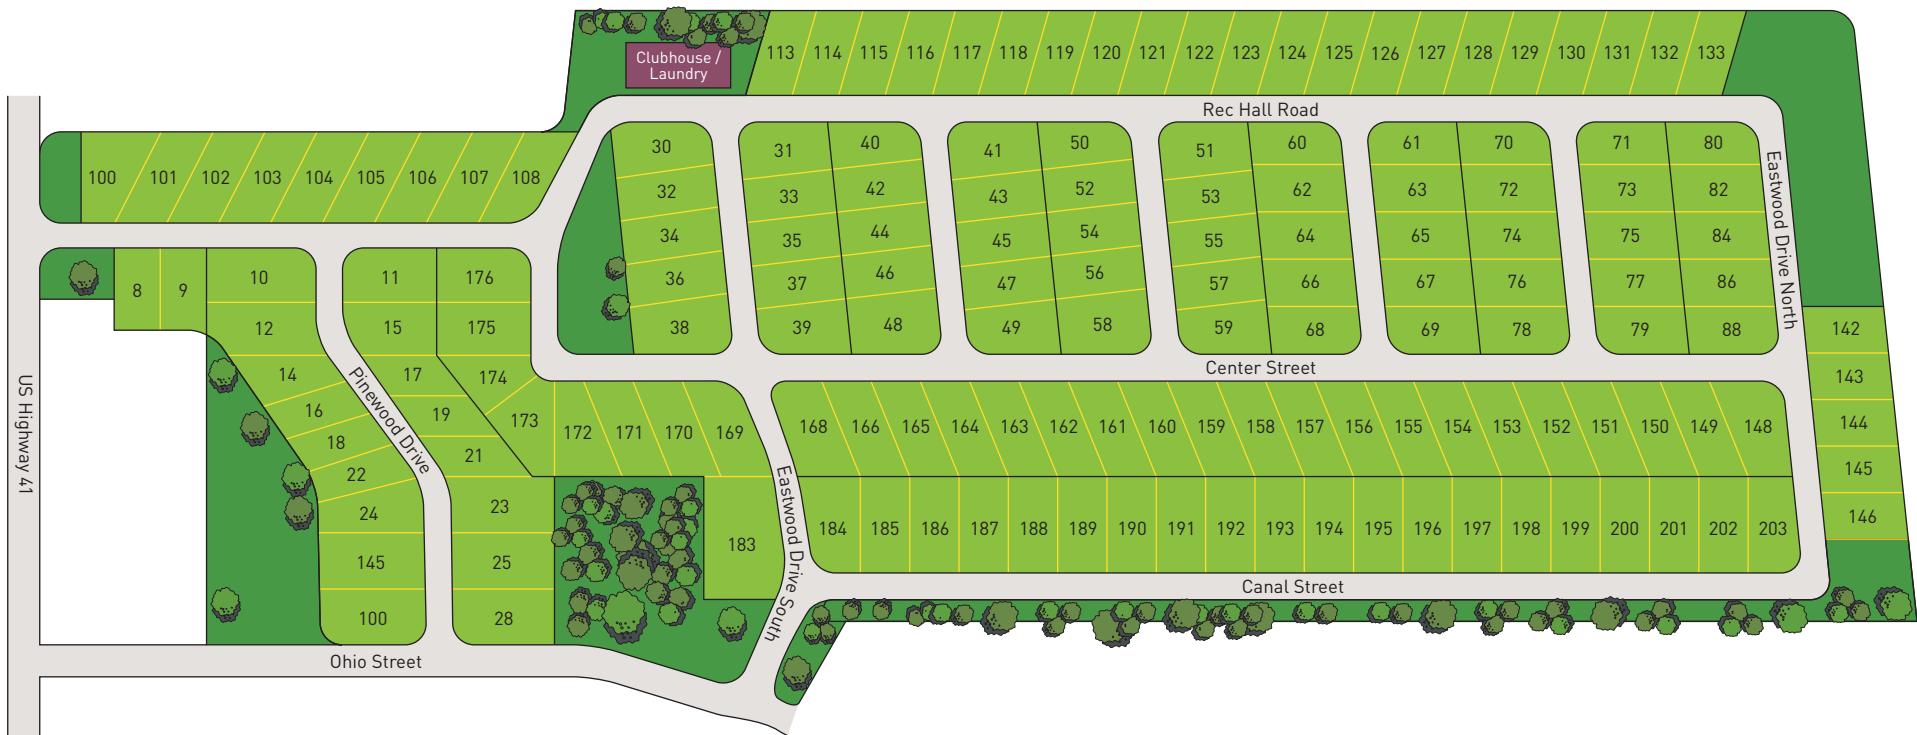 Clubhouse /
Laundry
113 114 115 116 117 118 119 120 121 122 123 124 125 126 127 128 129 130 131 132 133
Rec Hall Road
100 101 102 103 104 105 106 107 108
30 31 40 41 50 51 60 61 70 71 80
32 33 42 43 52 53 62 63 72 73 82
34 35 44 45 54 55 64 65 74 75 84
36 37 46 47 56 57 66 67 76 77 86
38 39 48 49 58 59 68 69 78 79 88
Eastwood Drive North
8 9 10 11 176
12 15 175
14 17 174
16 19 173
18 21
22 23
24 25
145 28
100
Pinewood Drive
US Highway 41
Center Street
142
143
144
145
146
172 171 170 169
168 166 165 164 163 162 161 160 159 158 157 156 155 154 153 152 151 150 149 148
183
Eastwood Drive South
184 185 186 187 188 189 190 191 192 193 194 195 196 197 198 199 200 201 202 203
Canal Street
Ohio Street